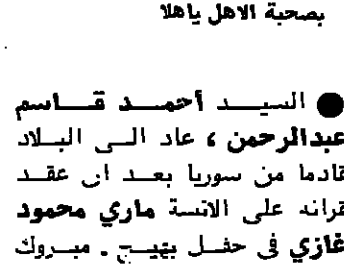 بصحبة الاهل ياهلا
● السيد أحمد قاسم
عبدالرحمن ، عاد الى البلاد
قادما من سوريا بعد ان عقد
قرانه على الانسة ماري محمود
غازي في حفل بهيج . مبروك